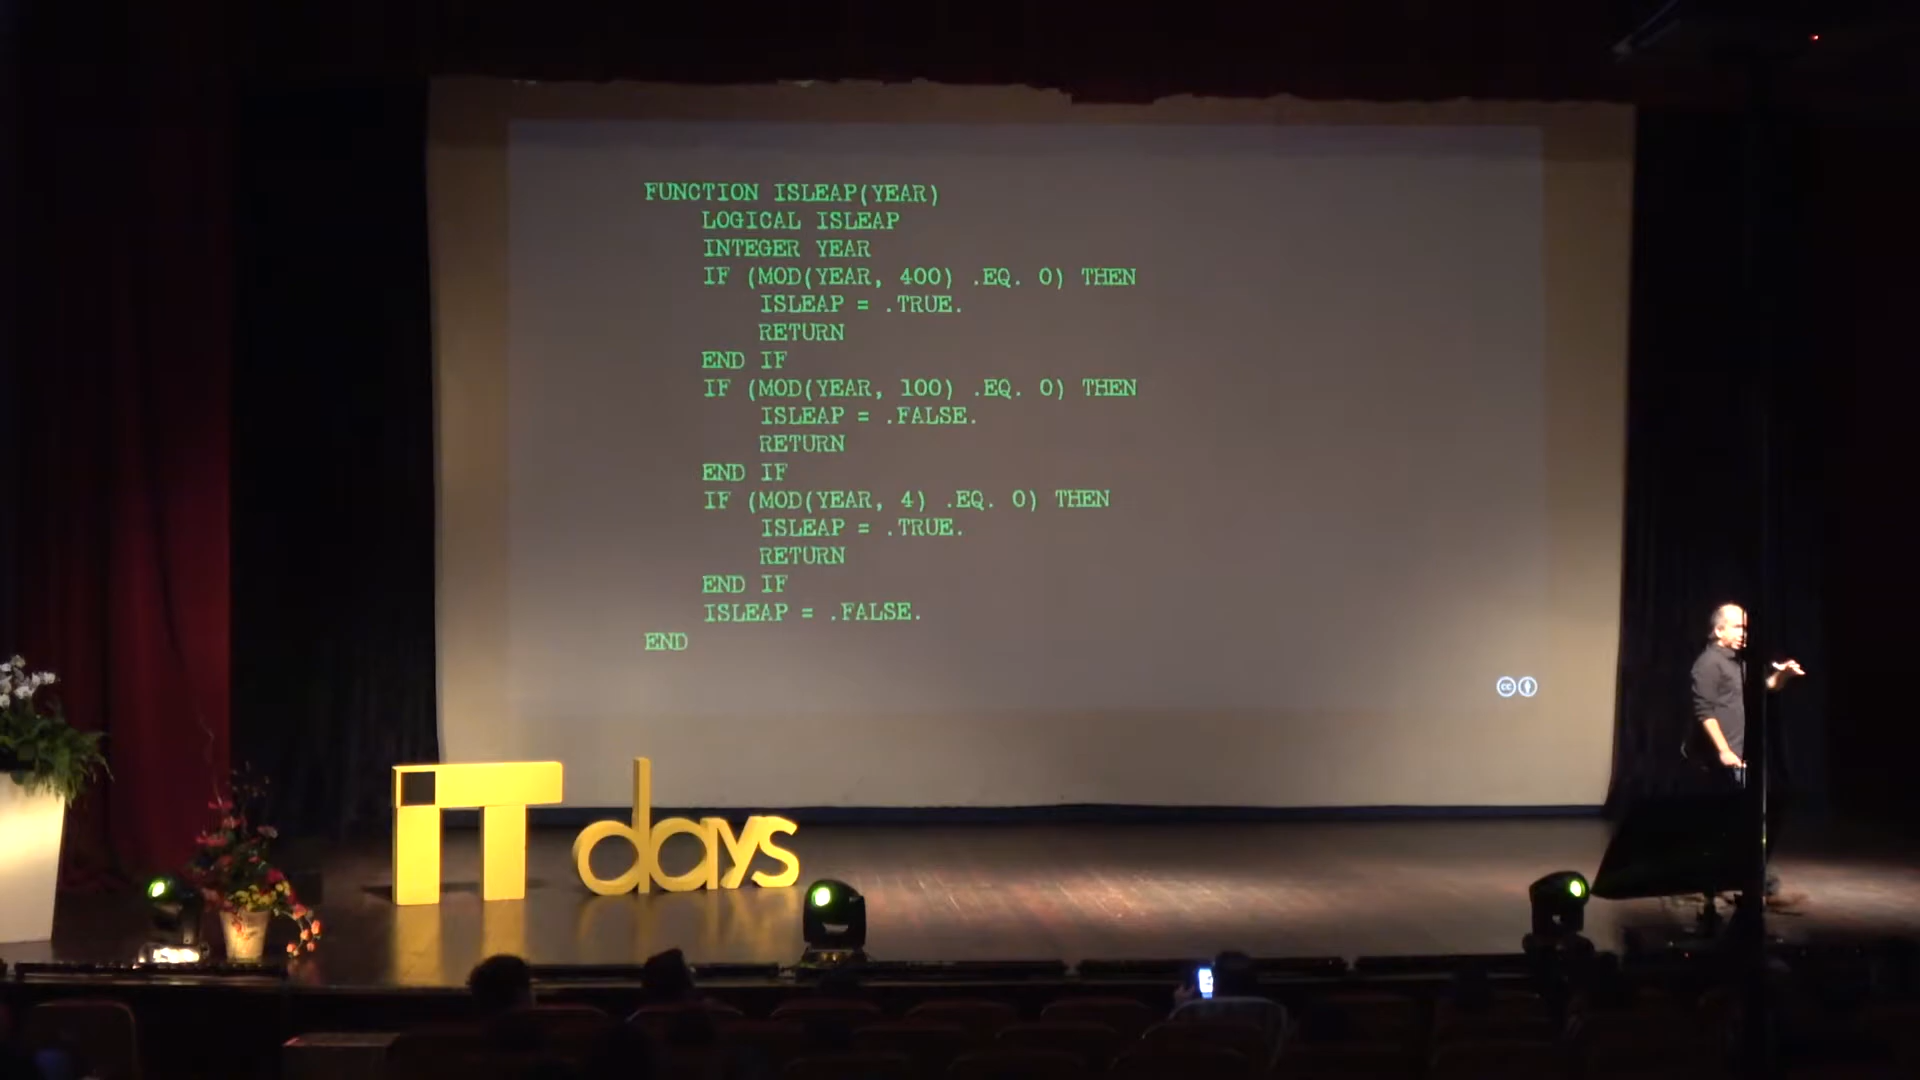 FUNCTION ISLEAP(YEAR)
    LOGICAL ISLEAP
    INTEGER YEAR
    IF (MOD(YEAR, 400) .EQ. 0) THEN
        ISLEAP = .TRUE.
        RETURN
    END IF
    IF (MOD(YEAR, 100) .EQ. 0) THEN
        ISLEAP = .FALSE.
        RETURN
    END IF
    IF (MOD(YEAR, 4) .EQ. 0) THEN
        ISLEAP = .TRUE.
        RETURN
    END IF
    ISLEAP = .FALSE.
END
cc
iT days